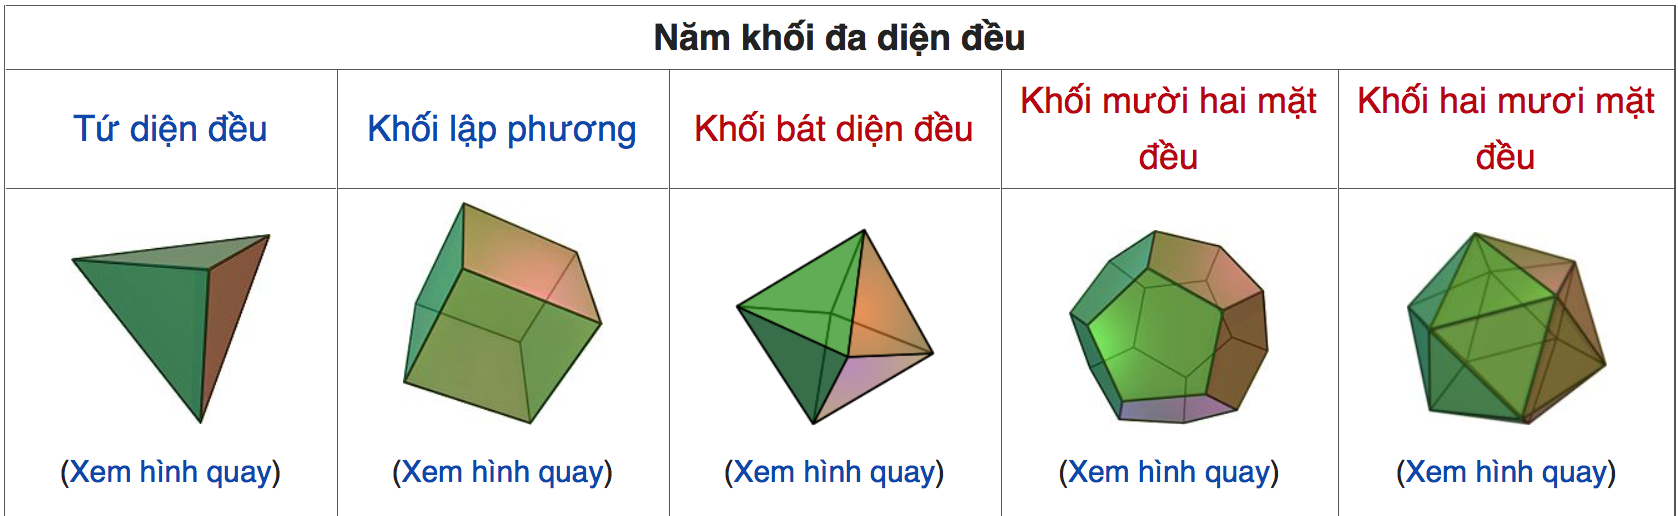 Năm khối đa diện đều
Tứ diện đều
Khối lập phương
Khối bát diện đều
Khối mười hai mặt
đều
Khối hai mươi mặt
đều
(Xem hình quay)
(Xem hình quay)
(Xem hình quay)
(Xem hình quay)
(Xem hình quay)